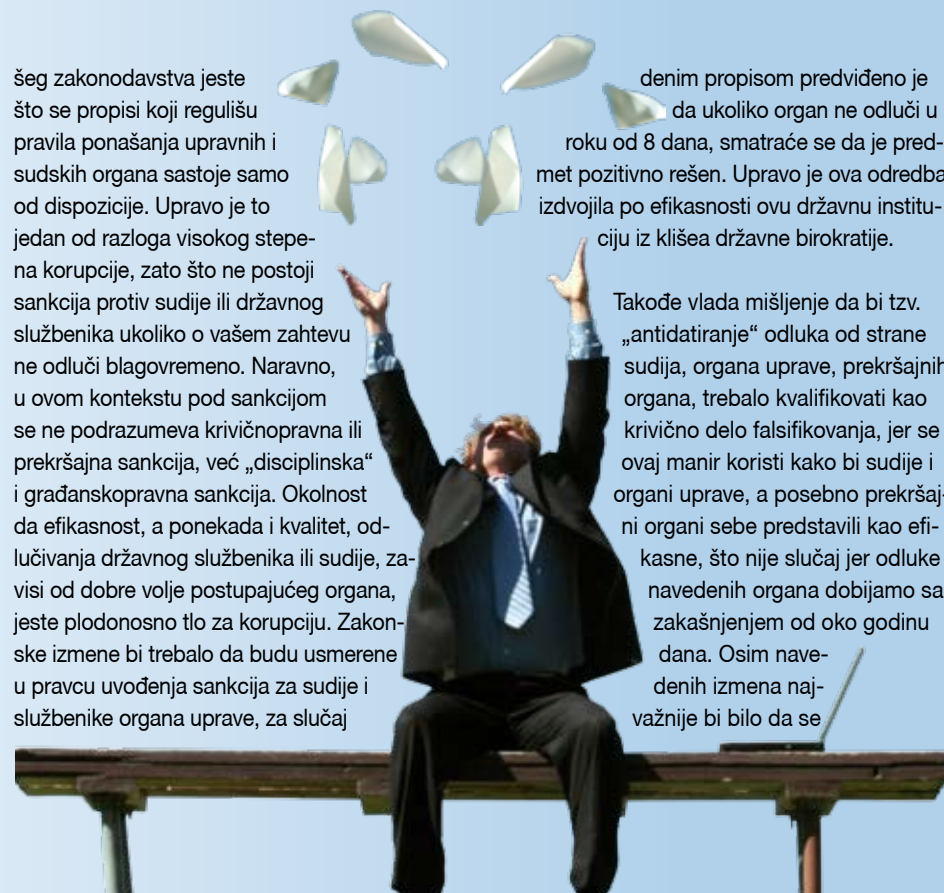 šeg zakonodavstva jeste
što se propisi koji regulišu
pravila ponašanja upravnih i
sudskih organa sastoje samo
od dispozicije. Upravo je to
jedan od razloga visokog stepe-
na korupcije, zato što ne postoji
sankcija protiv sudije ili državnog
službenika ukoliko o vašem zahtevu
ne odluči blagovremeno. Naravno,
u ovom kontekstu pod sankcijom
se ne podrazumeva krivičnopravna ili
prekršajna sankcija, već „disciplinska“
i građanskopravna sankcija. Okolnost
da efikasnost, a ponekada i kvalitet, od-
lučivanja državnog službenika ili sudije, za-
visi od dobre volje postupajućeg organa,
jeste plodonosno tlo za korupciju. Zakon-
ske izmene bi trebalo da budu usmerene
u pravcu uvođenja sankcija za sudije i
službenike organa uprave, za slučaj
denim propisom predviđeno je
da ukoliko organ ne odluči u
roku od 8 dana, smatraće se da je pred-
met pozitivno rešen. Upravo je ova odredba
izdvojila po efikasnosti ovu državnu institu-
ciju iz klišea državne birokratije.
Takođe vlada mišljenje da bi tzv.
„antidatiranje“ odluka od strane
sudija, organa uprave, prekršajnih
organa, trebalo kvalifikovati kao
krivično delo falsifikovanja, jer se
ovaj manir koristi kako bi sudije i
organi uprave, a posebno prekršaj-
ni organi sebe predstavili kao efi-
kasne, što nije slučaj jer odluke
navedenih organa dobijamo sa
zakašnjenjem od oko godinu
dana. Osim nave-
denih izmena naj-
važnije bi bilo da se